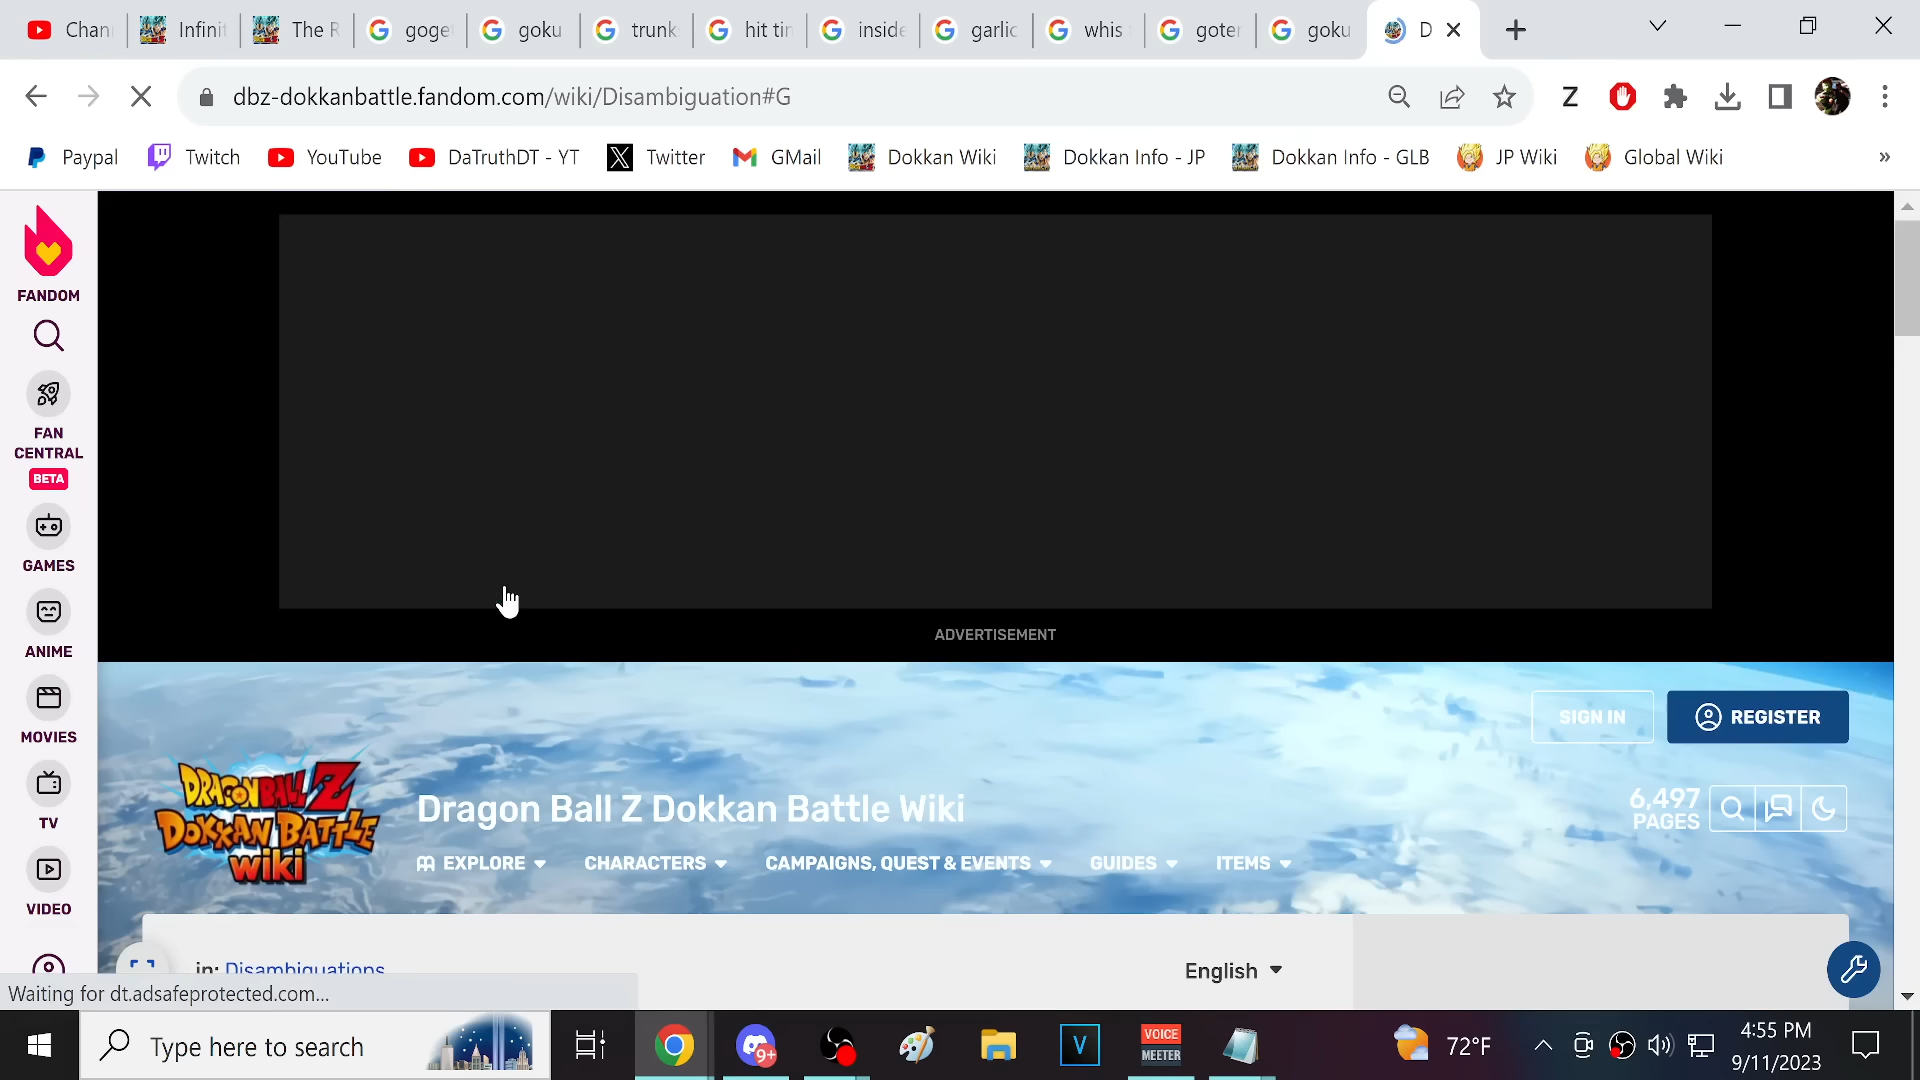 Chan
Infinit
The R
goge
goku
trunk
hit tir
inside
garlic
whis
goter
goku
D
dbz-dokkanbattle.fandom.com/wiki/Disambiguation#G
Z
Paypal
Twitch
YouTube
DaTruthDT - YT
Twitter
GMail
Dokkan Wiki
Dokkan Info - JP
Dokkan Info - GLB
JP Wiki
Global Wiki
»
FANDOM
FAN
CENTRAL
BETA
GAMES
ANIME
MOVIES
TV
VIDEO
ADVERTISEMENT
SIGN IN
REGISTER
DRAGON BALL Z
DOKKAN BATTLE
wiki
Dragon Ball Z Dokkan Battle Wiki
6,497
PAGES
EXPLORE
CHARACTERS
CAMPAIGNS, QUEST & EVENTS
GUIDES
ITEMS
in: Disambiguations
English
Waiting for dt.adsafeprotected.com...
Type here to search
9+
V
VOICE
MEETER
72°F
4:55 PM
9/11/2023